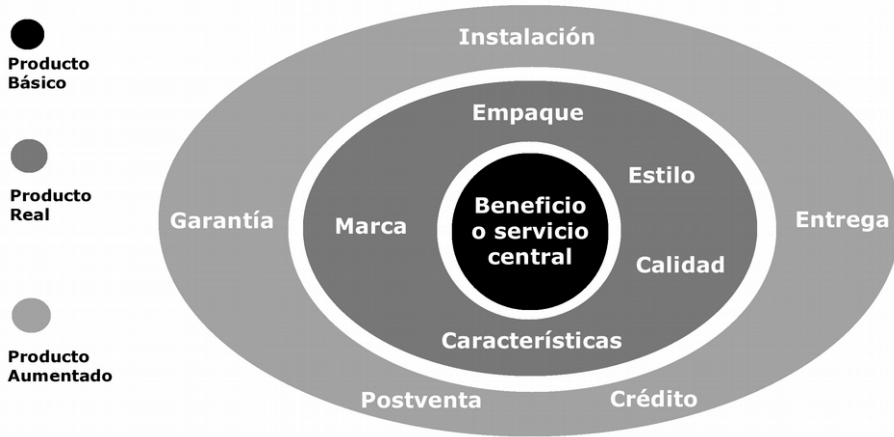 Producto
Básico
Producto
Real
Producto
Aumentado
Instalación
Empaque
Estilo
Garantía
Marca
Beneficio
o servicio
central
Entrega
Calidad
Características
Postventa
Crédito